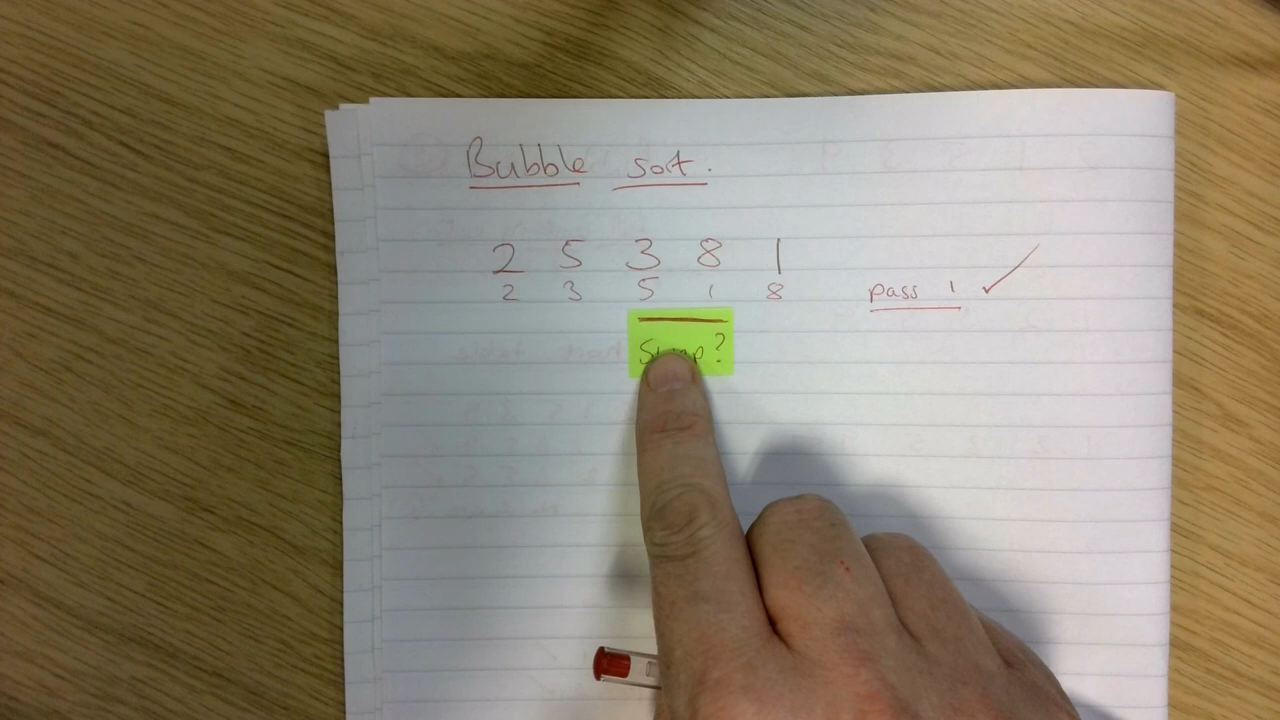 Bubble sort.
2 5 3 8 1
2 3 5 1 8 pass 1 ✓
Swap?